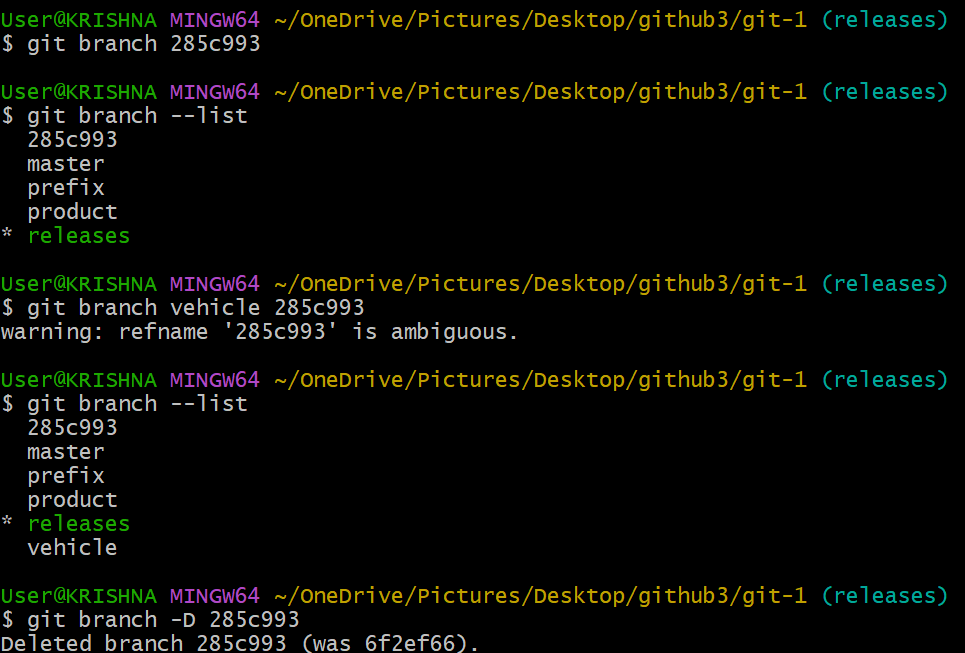 User@KRISHNA MINGW64 ~/OneDrive/Pictures/Desktop/github3/git-1 (releases)
$ git branch 285c993
User@KRISHNA MINGW64 ~/OneDrive/Pictures/Desktop/github3/git-1 (releases)
$ git branch --list
  285c993
  master
  prefix
  product
* releases
User@KRISHNA MINGW64 ~/OneDrive/Pictures/Desktop/github3/git-1 (releases)
$ git branch vehicle 285c993
warning: refname '285c993' is ambiguous.
User@KRISHNA MINGW64 ~/OneDrive/Pictures/Desktop/github3/git-1 (releases)
$ git branch --list
  285c993
  master
  prefix
  product
* releases
  vehicle
User@KRISHNA MINGW64 ~/OneDrive/Pictures/Desktop/github3/git-1 (releases)
$ git branch -D 285c993
Deleted branch 285c993 (was 6f2ef66).